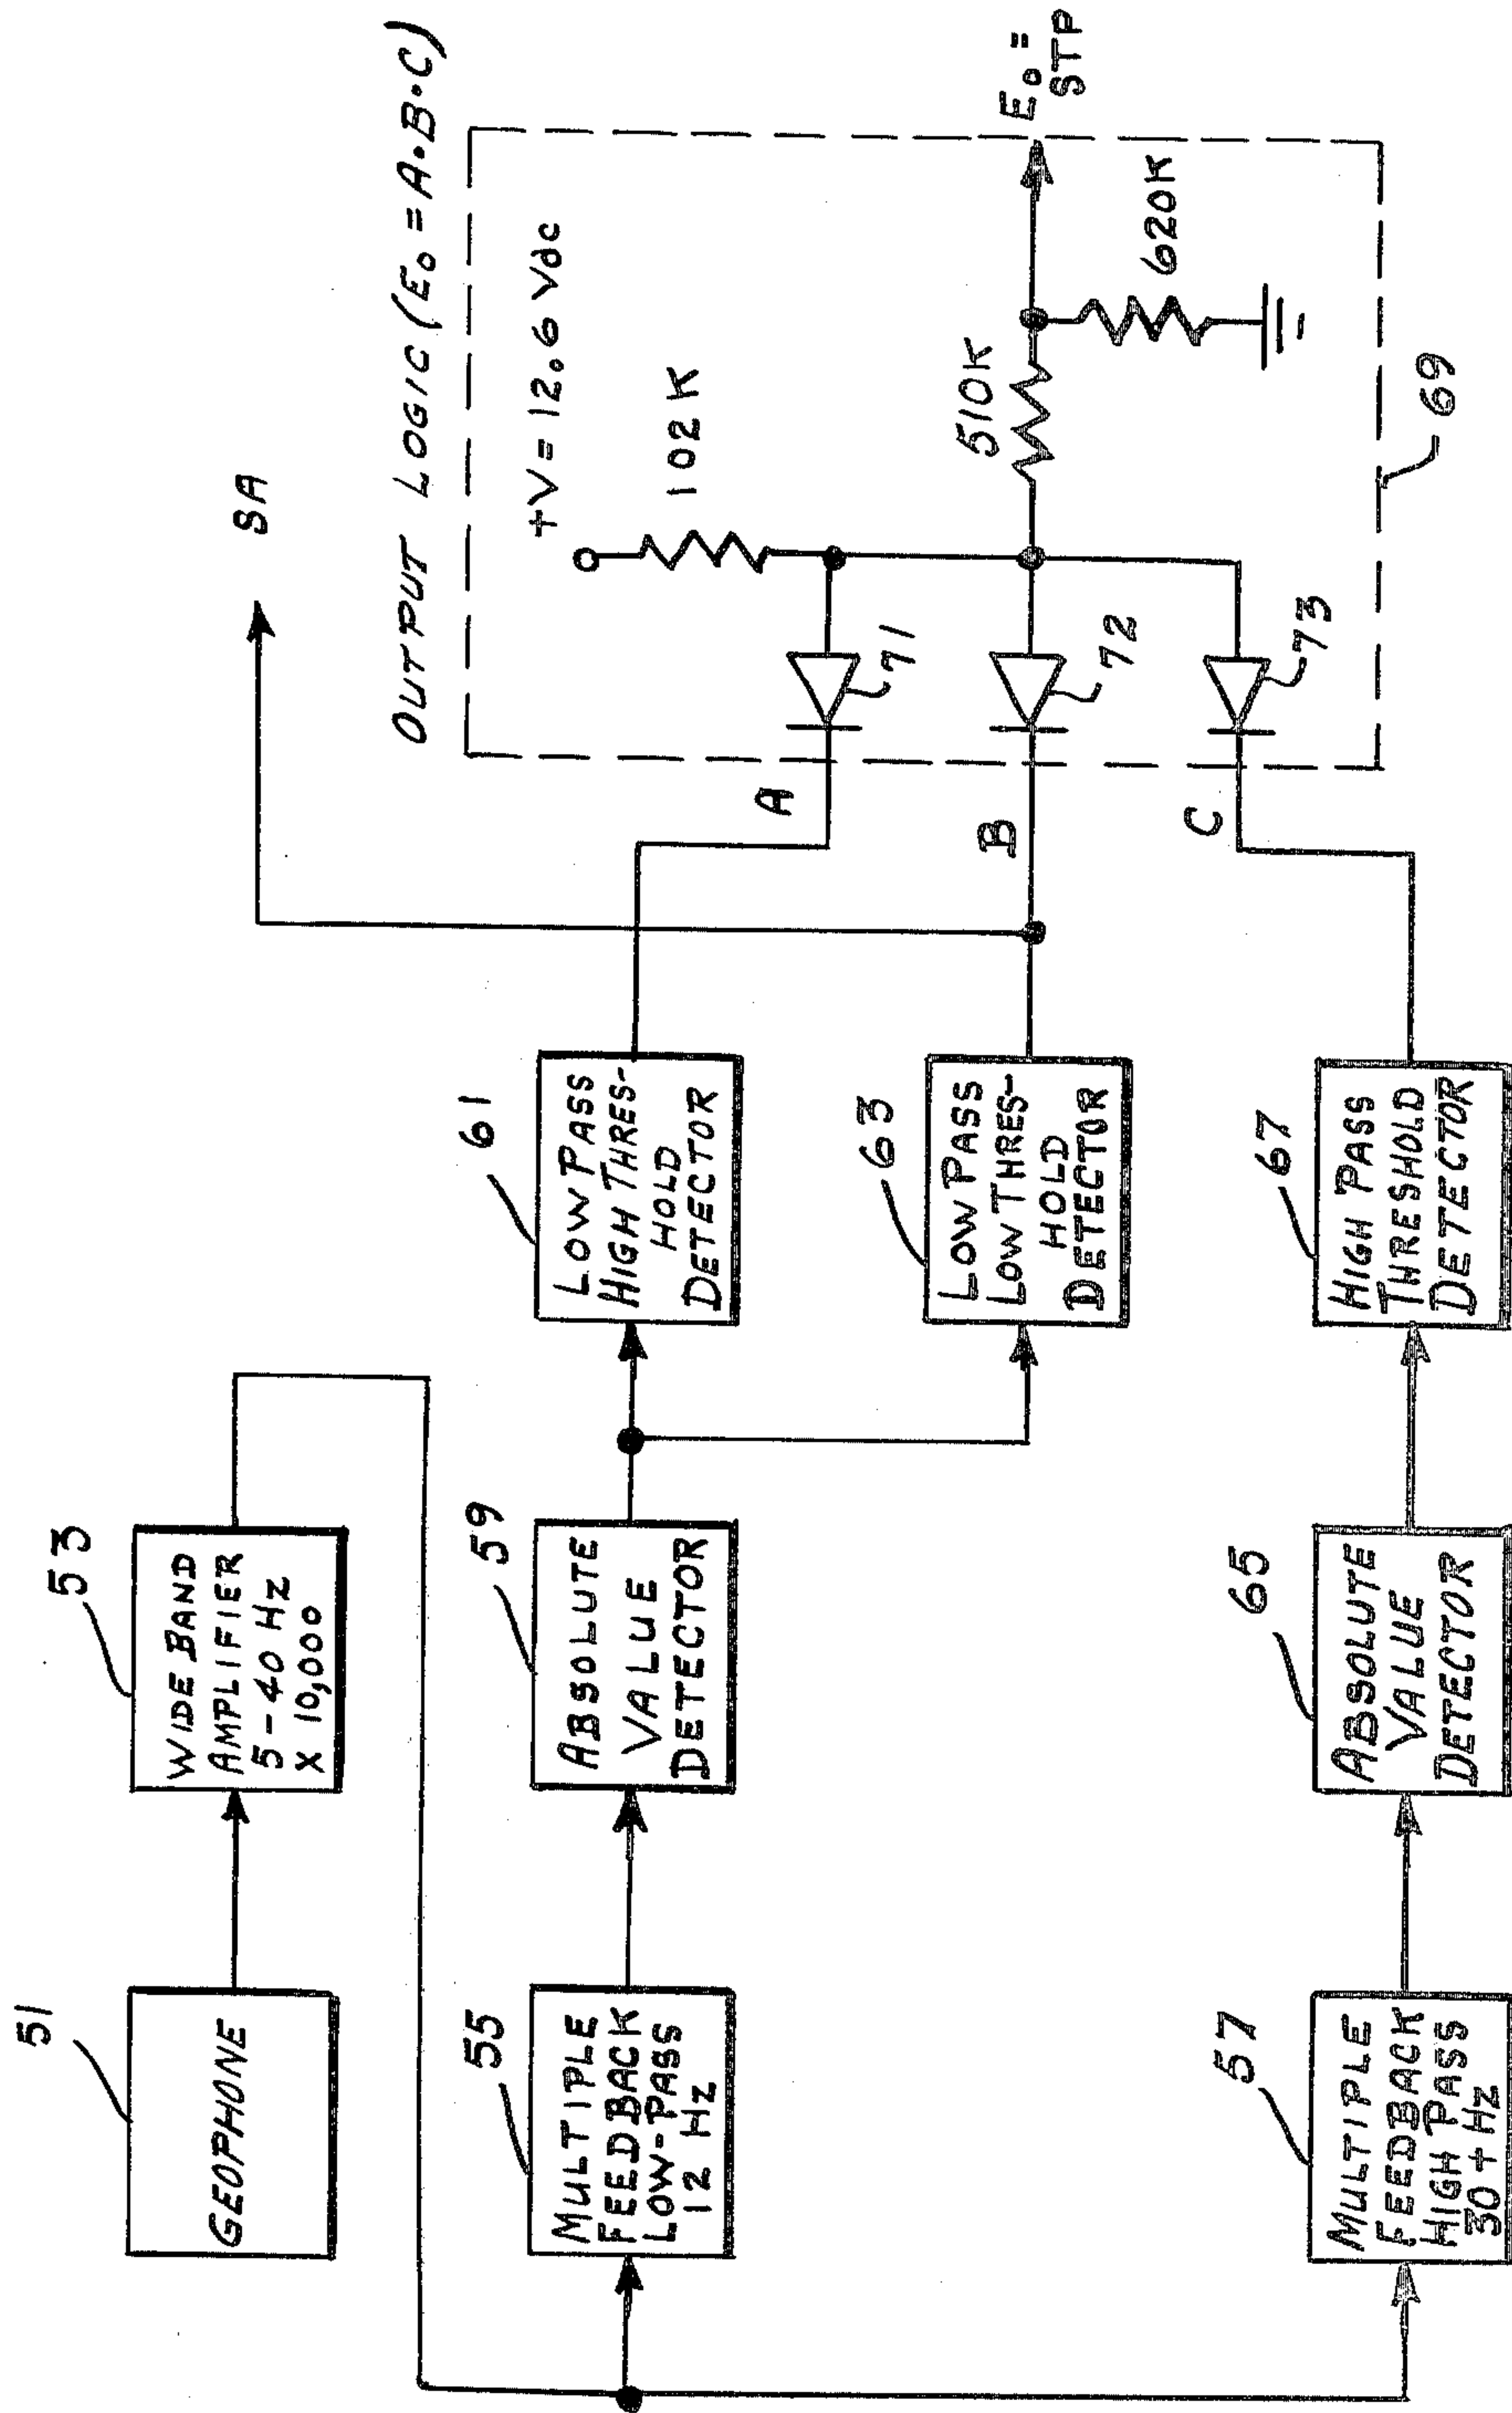 51
GEOPHONE
53
WIDE BAND
AMPLIFIER
5-40 Hz
X 10,000
55
MULTIPLE
FEEDBACK
LOW-PASS
12 Hz
59
ABSOLUTE
VALUE
DETECTOR
61
LOW PASS
HIGH THRES-
HOLD
DETECTOR
63
LOW PASS
LOW THRES-
HOLD
DETECTOR
57
MULTIPLE
FEEDBACK
HIGH PASS
30 + Hz
65
ABSOLUTE
VALUE
DETECTOR
67
HIGH PASS
THRESHOLD
DETECTOR
SA
OUTPUT LOGIC (Eo = A•B•C)
+V = 12.6 Vdc
102 K
A
71
B
72
510K
Eo =
STP
620K
C
73
69